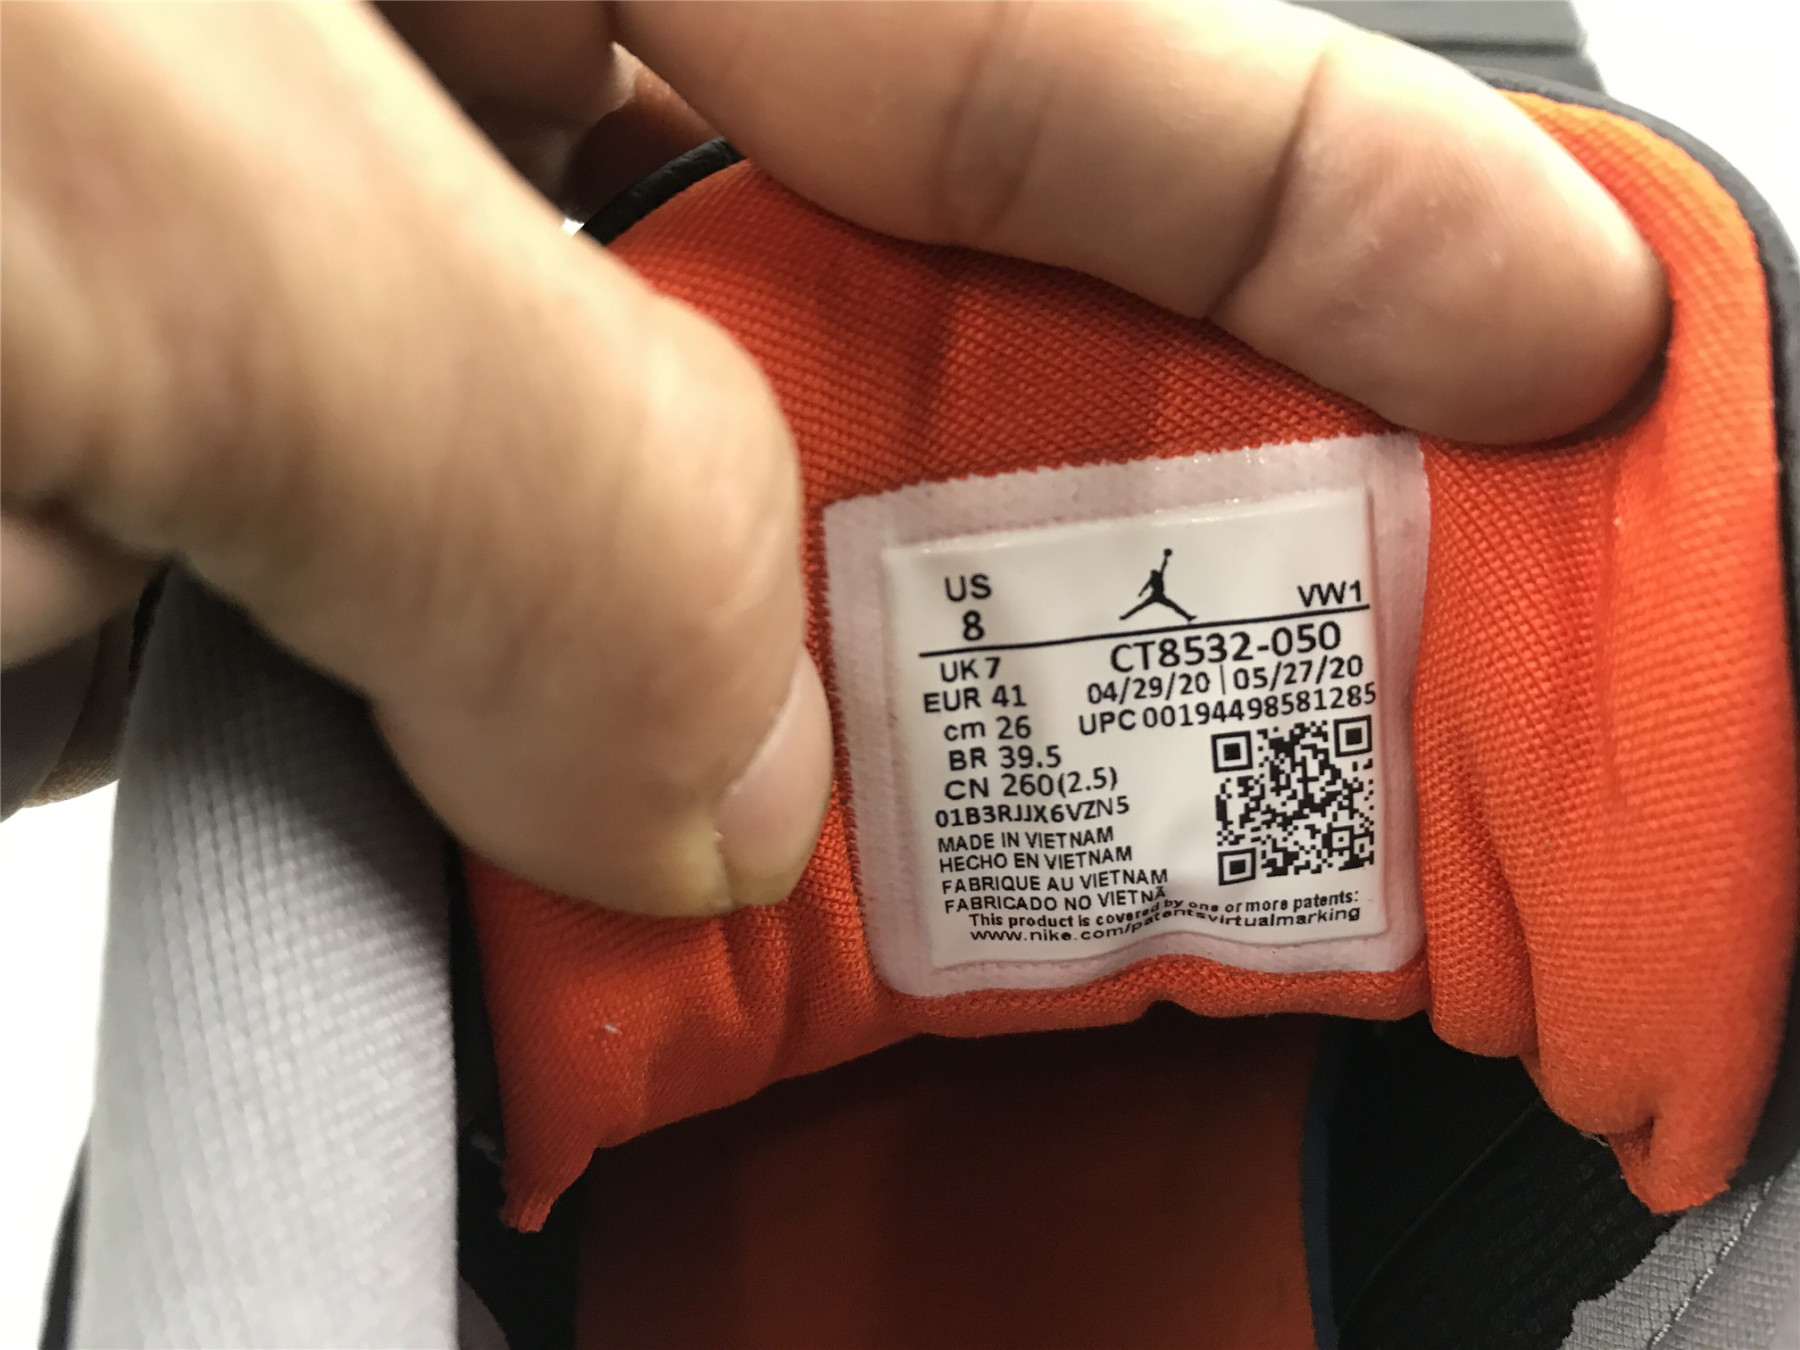 US
8
VW1
UK 7
CT8532-050
EUR 41
04/29/20 | 05/27/20
cm 26
UPC 00194498581285
BR 39.5
CN 260(2.5)
01B3RJJX6VZN5
MADE IN VIETNAM
HECHO EN VIETNAM
FABRIQUE AU VIETNAM
FABRICADO NO VIETNÃ
This product is covered by one or more patents:
www.nike.com/patentsvirtualmarking